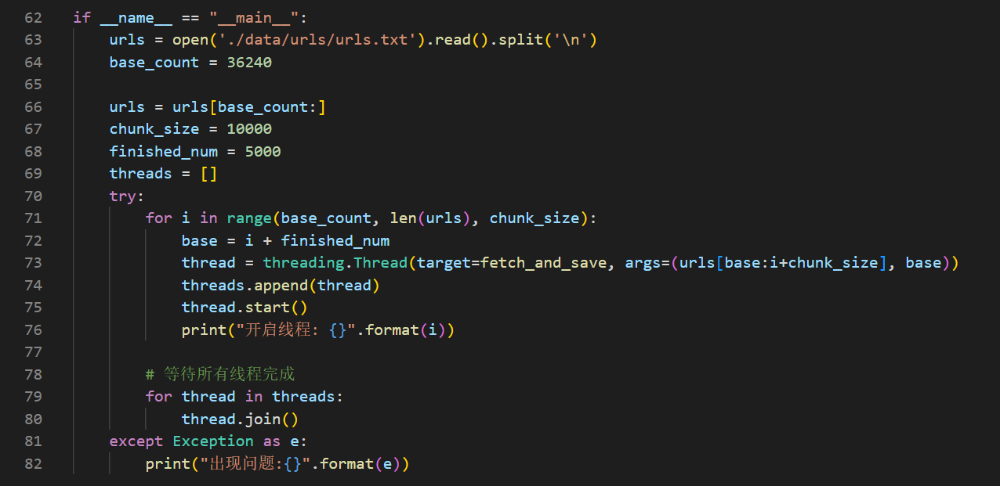 62 if __name__ == "__main__":
63     urls = open('./data/urls/urls.txt').read().split('\n')
64     base_count = 36240
65
66     urls = urls[base_count:]
67     chunk_size = 10000
68     finished_num = 5000
69     threads = []
70     try:
71         for i in range(base_count, len(urls), chunk_size):
72             base = i + finished_num
73             thread = threading.Thread(target=fetch_and_save, args=(urls[base:i+chunk_size], base))
74             threads.append(thread)
75             thread.start()
76             print("开启线程: {}".format(i))
77
78         # 等待所有线程完成
79         for thread in threads:
80             thread.join()
81     except Exception as e:
82         print("出现问题:{}".format(e))